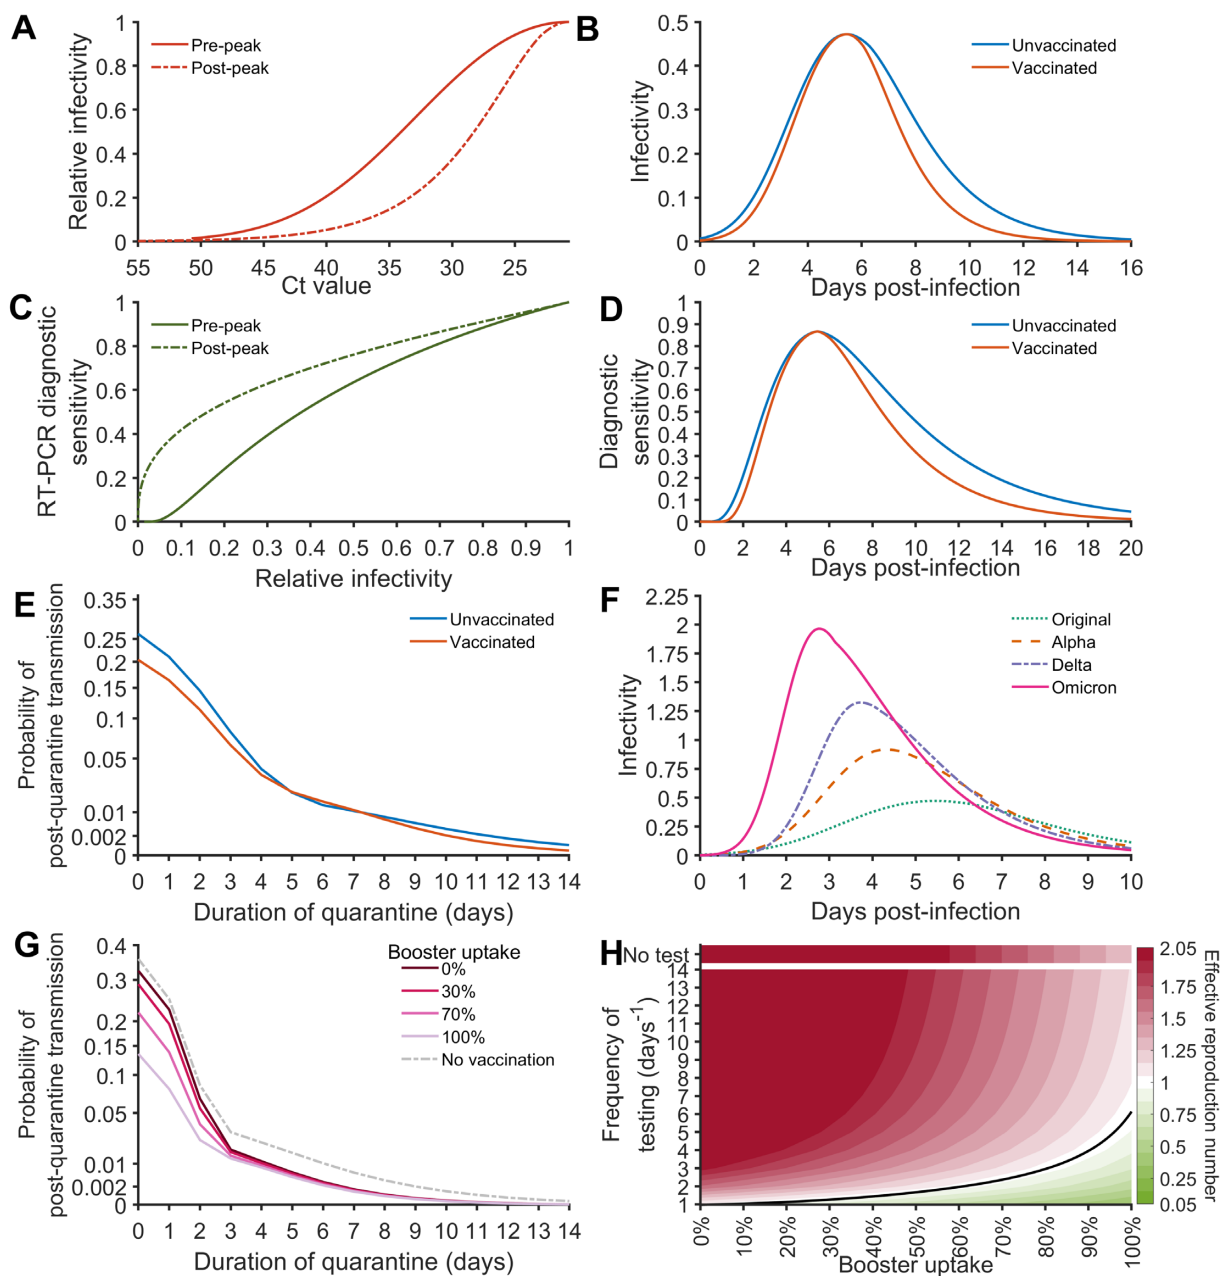 A
Relative infectivity
1
0.8
0.6
0.4
0.2
0
Pre-peak
Post-peak
55 50 45 40 35 30 25
Ct value
B
Infectivity
0.5
0.4
0.3
0.2
0.1
0
Unvaccinated
Vaccinated
0 2 4 6 8 10 12 14 16
Days post-infection
C
RT-PCR diagnostic
sensitivity
1
0.8
0.6
0.4
0.2
0
Pre-peak
Post-peak
0 0.1 0.2 0.3 0.4 0.5 0.6 0.7 0.8 0.9 1
Relative infectivity
D
Diagnostic
sensitivity
1
0.9
0.8
0.7
0.6
0.5
0.4
0.3
0.2
0.1
0
Unvaccinated
Vaccinated
0 2 4 6 8 10 12 14 16 18 20
Days post-infection
E
Probability of
post-quarantine transmission
0.35
0.25
0.2
0.15
0.1
0.05
0.01
0.002
0
Unvaccinated
Vaccinated
0 1 2 3 4 5 6 7 8 9 10 11 12 13 14
Duration of quarantine (days)
F
Infectivity
2.25
2
1.75
1.5
1.25
1
0.75
0.5
0.25
0
Original
Alpha
Delta
Omicron
0 1 2 3 4 5 6 7 8 9 10
Days post-infection
G
Probability of
post-quarantine transmission
0.4
0.3
0.2
0.15
0.1
0.05
0.01
0.002
0
Booster uptake
0%
30%
70%
100%
No vaccination
0 1 2 3 4 5 6 7 8 9 10 11 12 13 14
Duration of quarantine (days)
H
Frequency of
testing (days⁻¹)
No test
14
13
12
11
10
9
8
7
6
5
4
3
2
1
0% 10% 20% 30% 40% 50% 60% 70% 80% 90% 100%
Booster uptake
2.05
1.75
1.5
1.25
1
0.75
0.5
0.25
0.05
Effective reproduction number